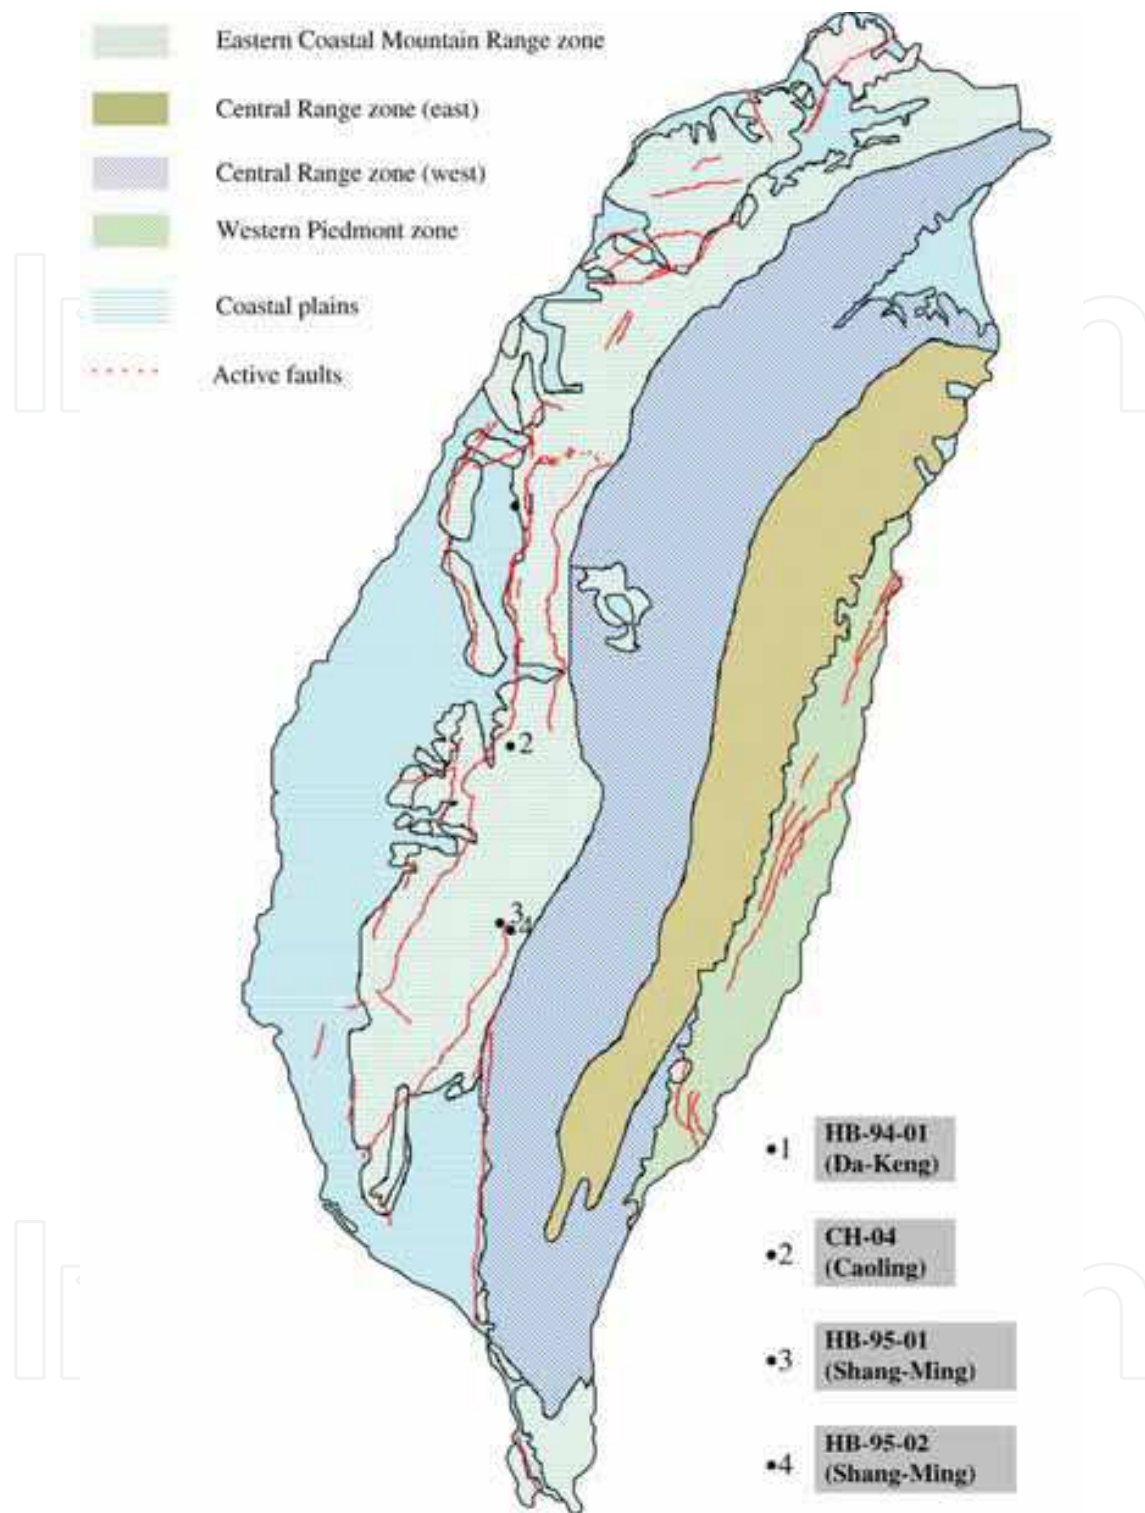 Eastern Coastal Mountain Range zone
Central Range zone (east)
Central Range zone (west)
Western Piedmont zone
Coastal plains
Active faults
2
3
4
1
HB-94-01
(Da-Keng)
2
CH-04
(Caoling)
3
HB-95-01
(Shang-Ming)
4
HB-95-02
(Shang-Ming)